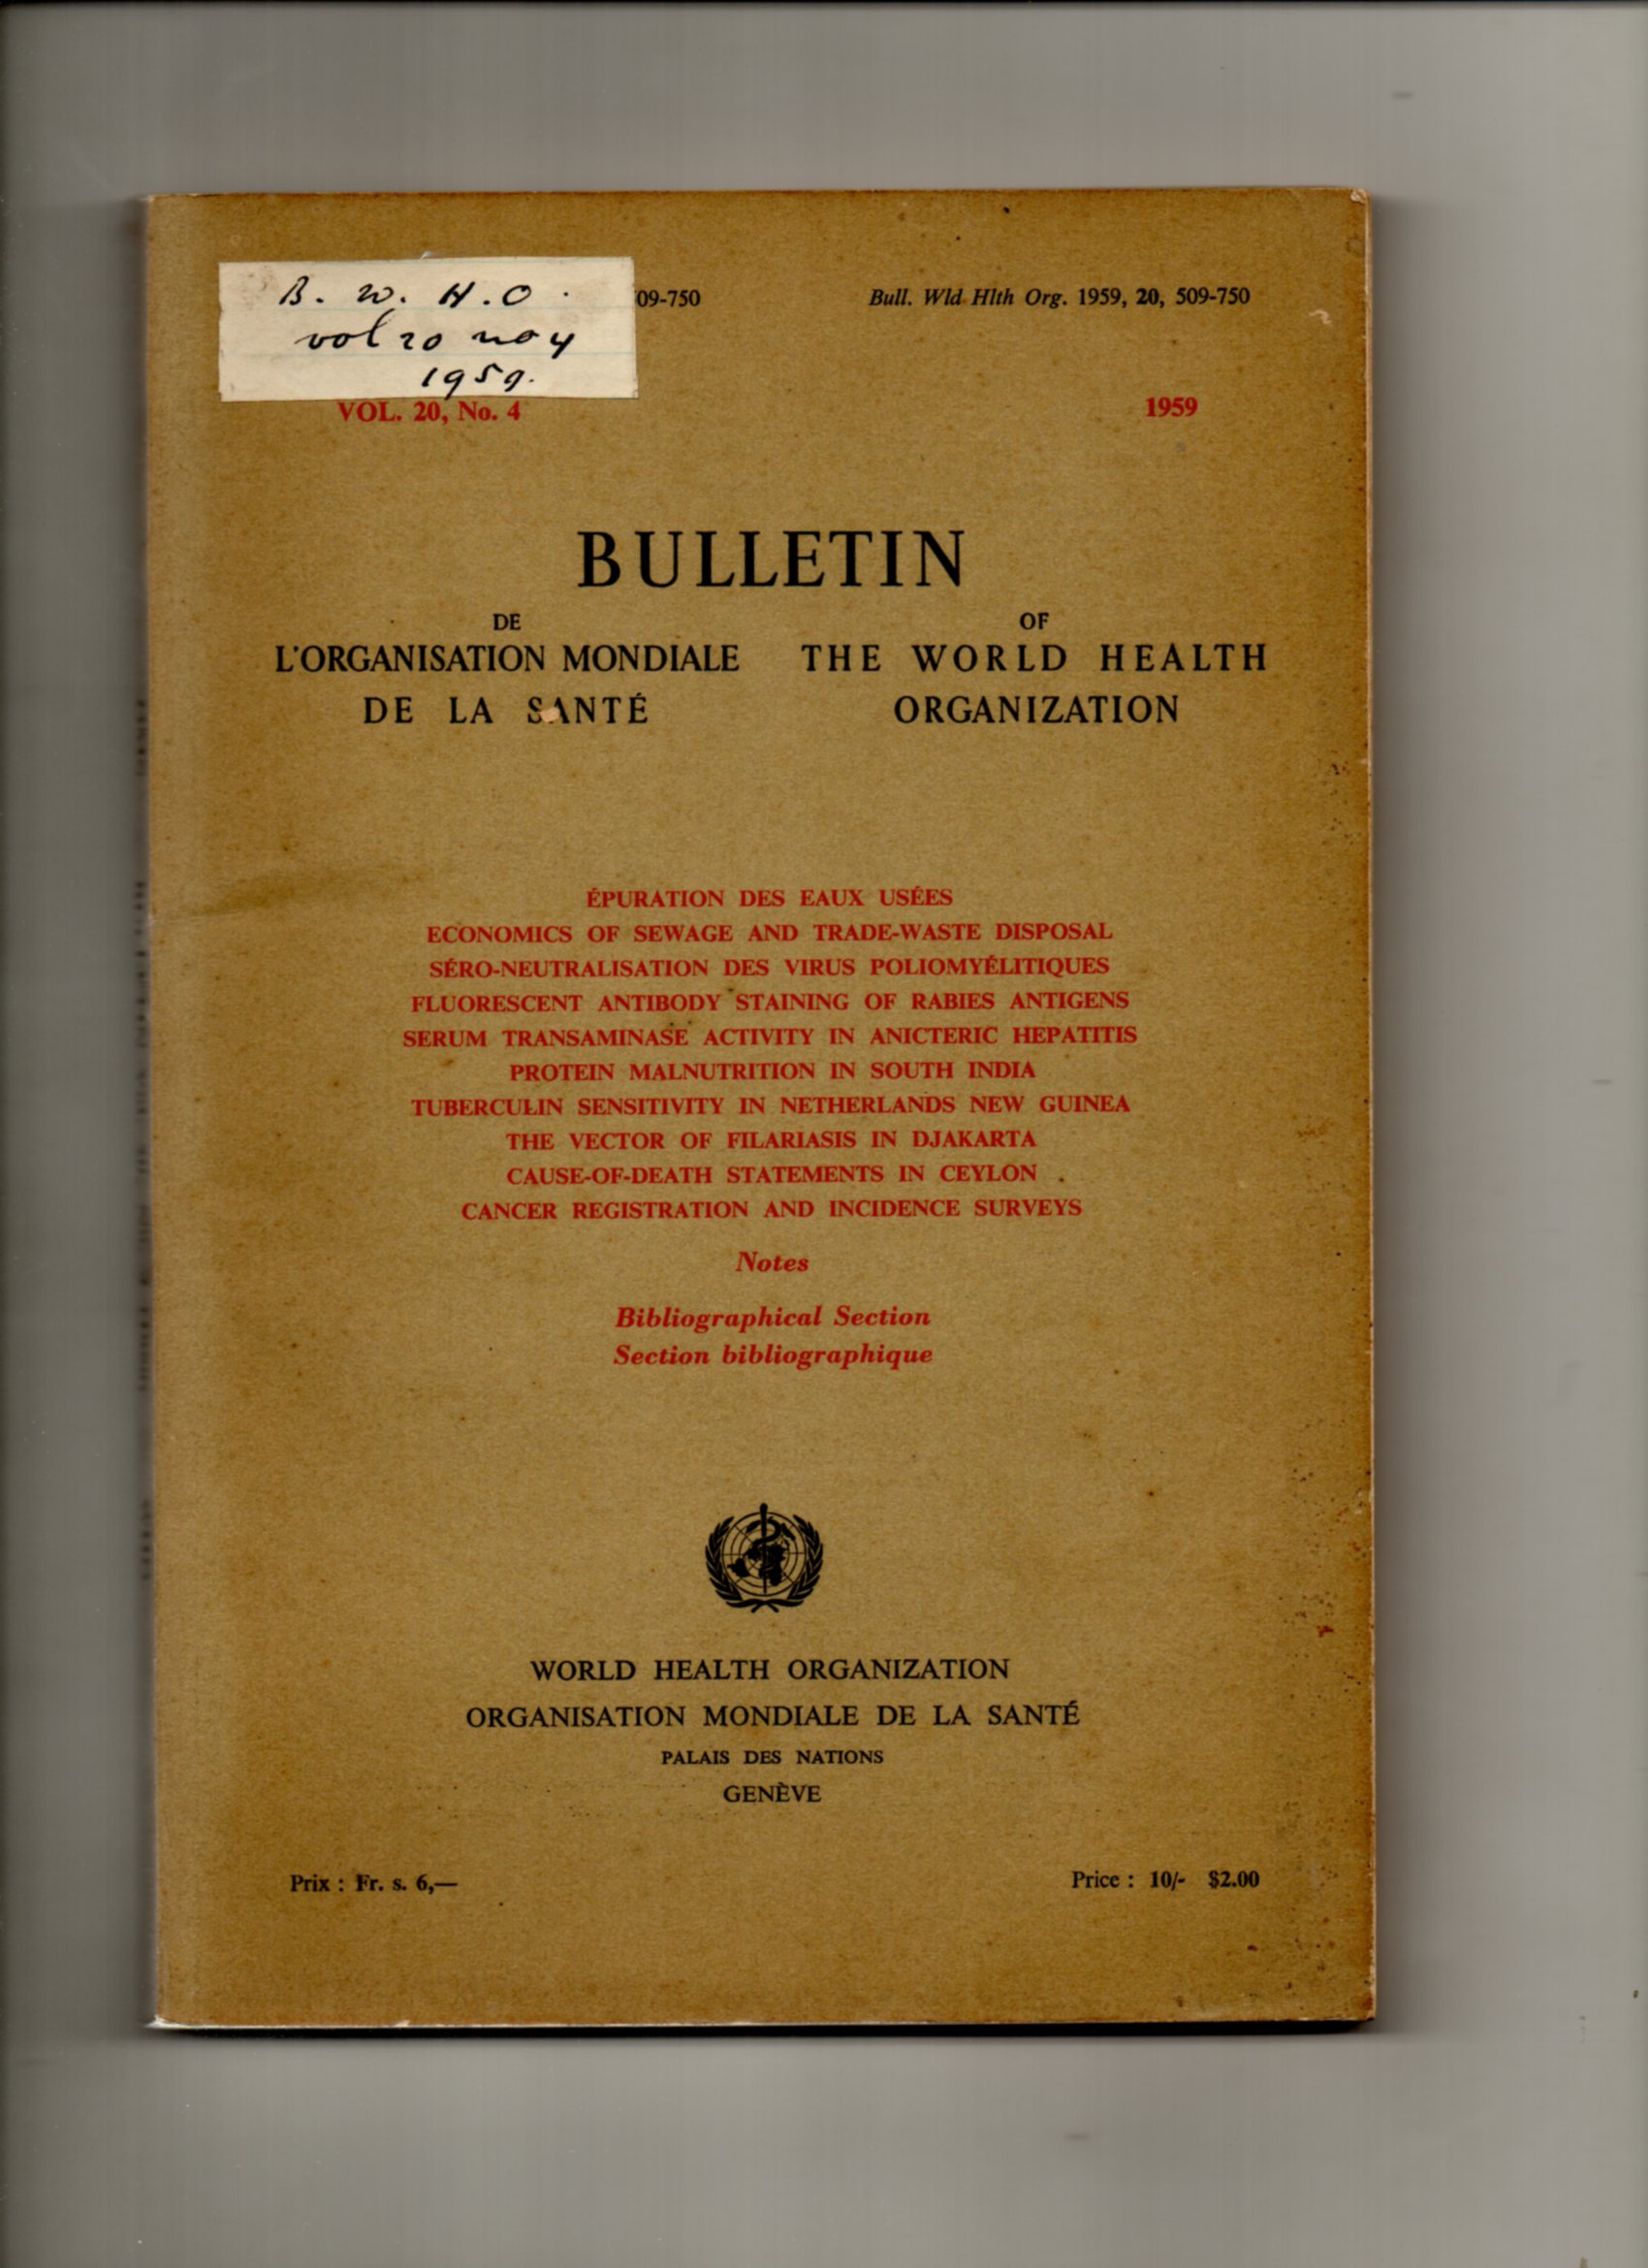 B. W. H. O.
vol 20 no 4
1959.
09-750
Bull. Wld Hlth Org. 1959, 20, 509-750
VOL. 20, No. 4
1959
BULLETIN
DE
L'ORGANISATION MONDIALE
DE LA SANTÉ
OF
THE WORLD HEALTH
ORGANIZATION
ÉPURATION DES EAUX USÉES
ECONOMICS OF SEWAGE AND TRADE-WASTE DISPOSAL
SÉRO-NEUTRALISATION DES VIRUS POLIOMYÉLITIQUES
FLUORESCENT ANTIBODY STAINING OF RABIES ANTIGENS
SERUM TRANSAMINASE ACTIVITY IN ANICTERIC HEPATITIS
PROTEIN MALNUTRITION IN SOUTH INDIA
TUBERCULIN SENSITIVITY IN NETHERLANDS NEW GUINEA
THE VECTOR OF FILARIASIS IN DJAKARTA
CAUSE-OF-DEATH STATEMENTS IN CEYLON
CANCER REGISTRATION AND INCIDENCE SURVEYS
Notes
Bibliographical Section
Section bibliographique
WORLD HEALTH ORGANIZATION
ORGANISATION MONDIALE DE LA SANTÉ
PALAIS DES NATIONS
GENÈVE
Prix : Fr. s. 6,—
Price : 10/- $2.00